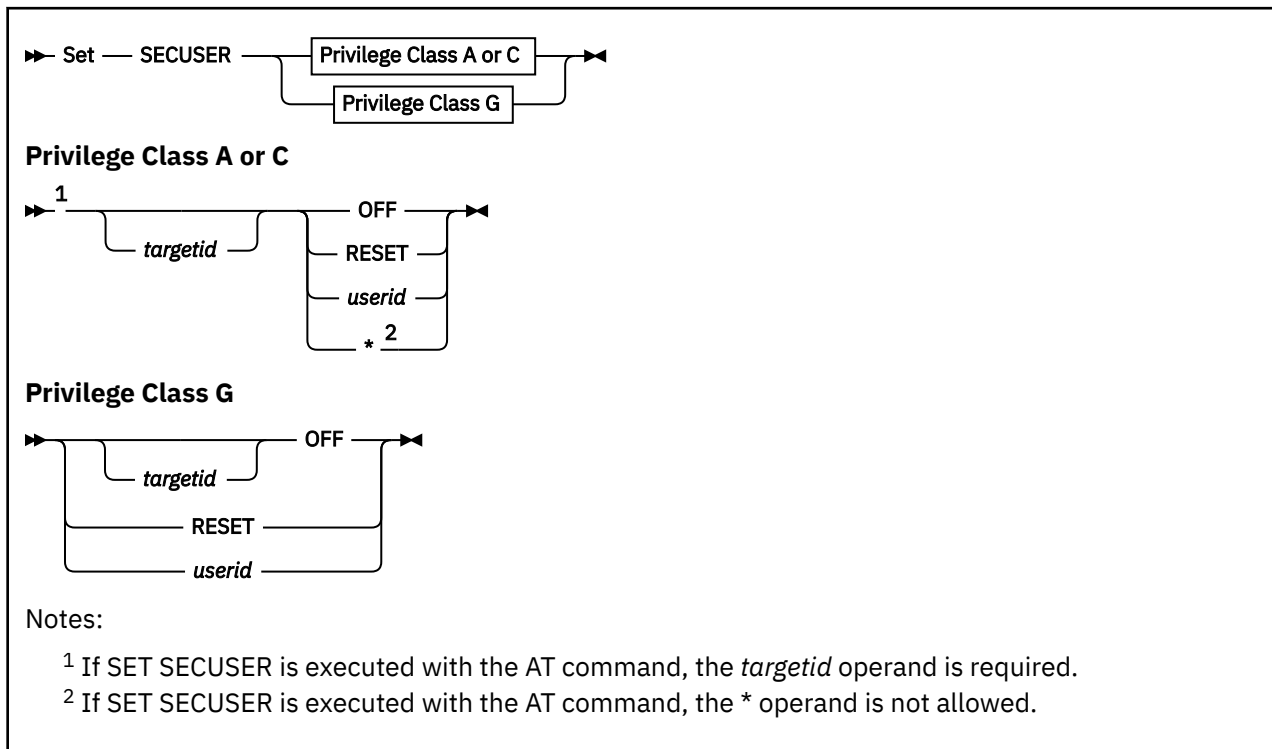 Set SECUSER Privilege Class A or C
Privilege Class G
Privilege Class A or C
1
OFF
targetid
RESET
userid
* 2
Privilege Class G
OFF
targetid
RESET
userid
Notes:
1 If SET SECUSER is executed with the AT command, the targetid operand is required.
2 If SET SECUSER is executed with the AT command, the * operand is not allowed.